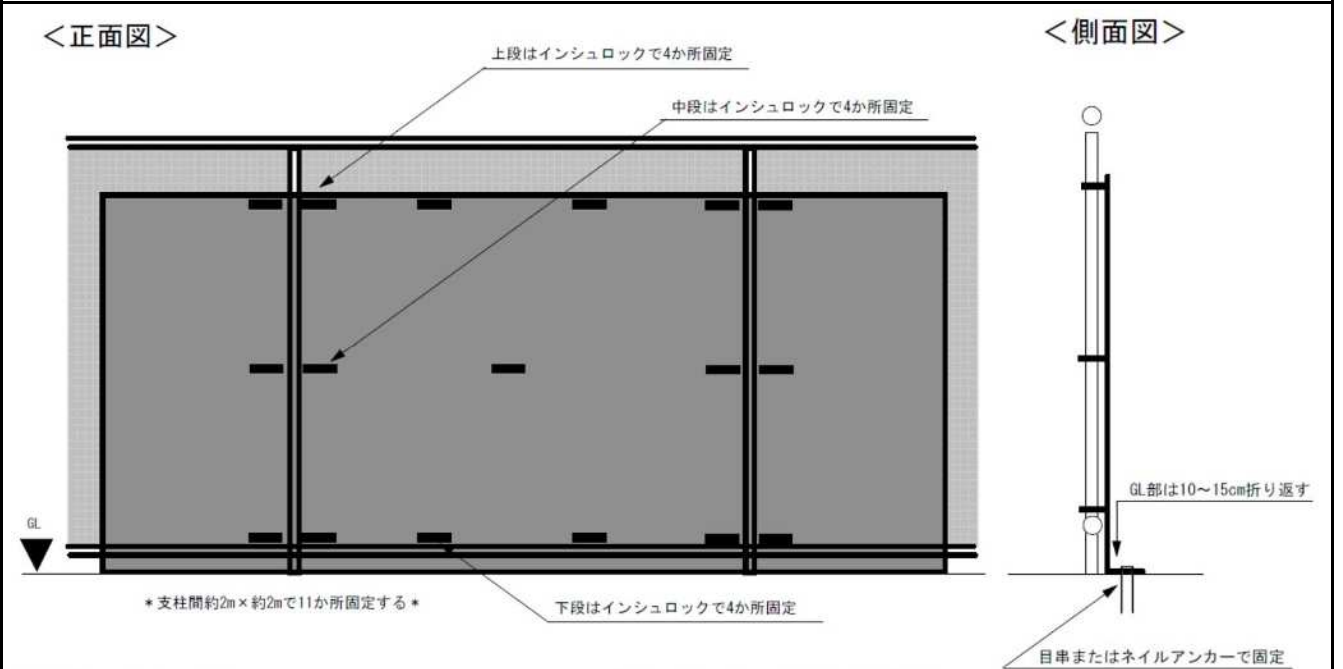 <正面図>
<側面図>
上段はインシュロックで4か所固定
中段はインシュロックで4か所固定
GL部は10～15cm折り返す
GL
*支柱間約2m×約2mで11か所固定する*
下段はインシュロックで4か所固定
目串またはネイルアンカーで固定